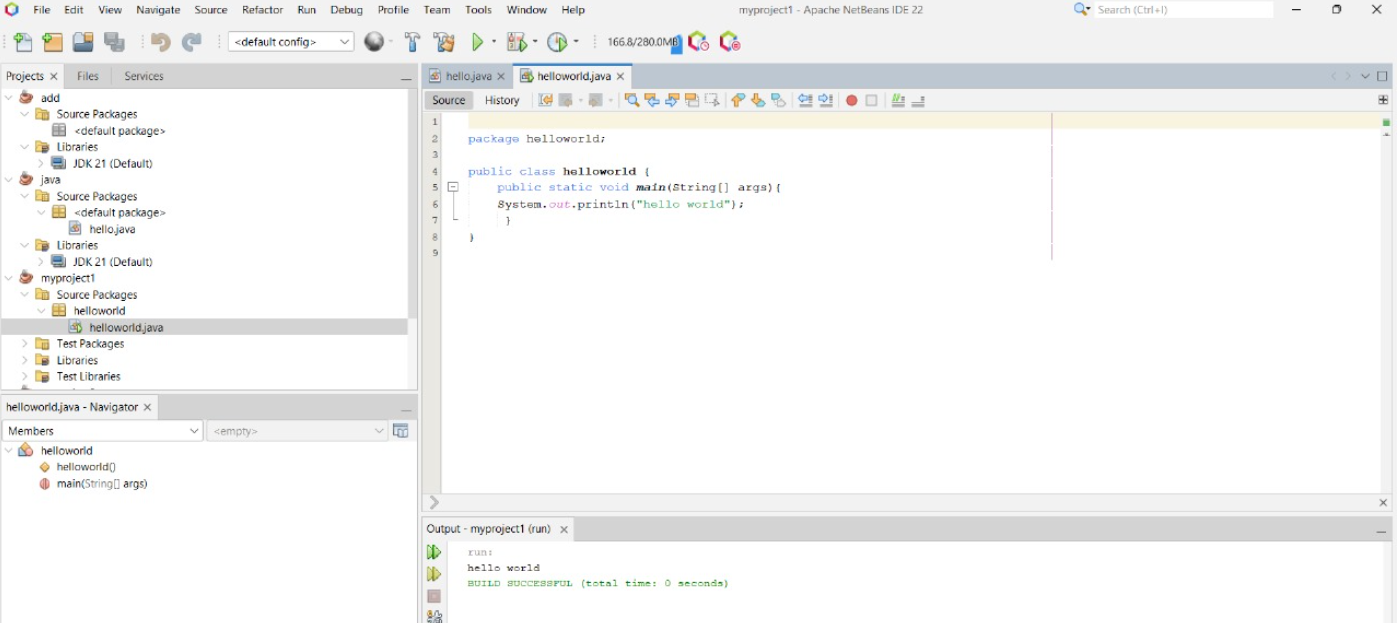 File Edit View Navigate Source Refactor Run Debug Profile Team Tools Window Help
myproject1 - Apache NetBeans IDE 22
Search (Ctrl+I)
<default config>
166.8/280.0MB
Projects Files Services
add
Source Packages
<default package>
Libraries
JDK 21 (Default)
java
Source Packages
<default package>
hello.java
Libraries
JDK 21 (Default)
myproject1
Source Packages
helloworld
helloworld.java
Test Packages
Libraries
Test Libraries
helloworld.java - Navigator
Members <empty>
helloworld
helloworld()
main(String[] args)
hello.java helloworld.java
Source History
1
2 package helloworld;
3
4 public class helloworld {
5 public static void main(String[] args){
6 System.out.println("hello world");
7 }
8 }
9
Output - myproject1 (run)
run:
hello world
BUILD SUCCESSFUL (total time: 0 seconds)